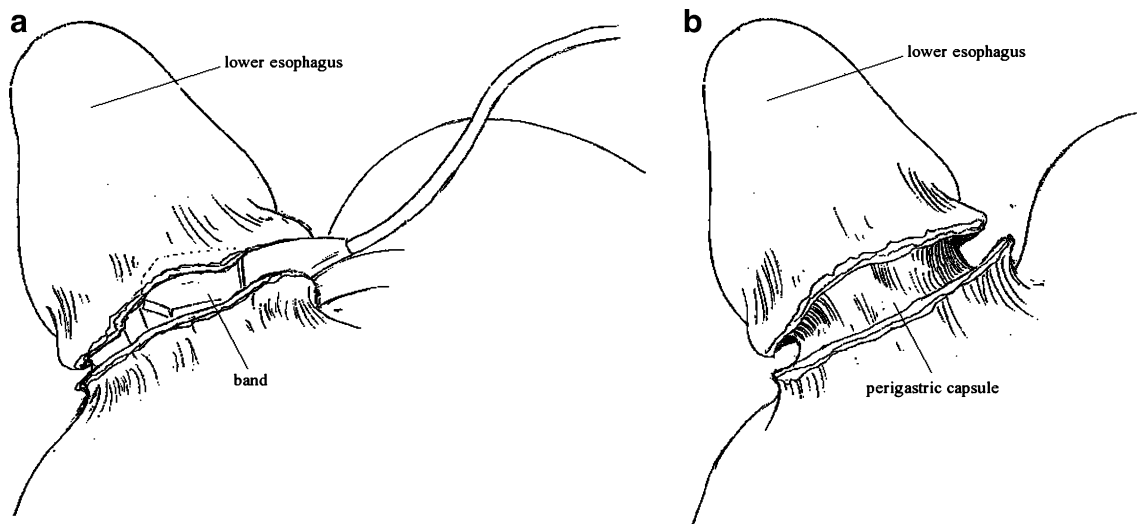 a
lower esophagus
band
b
lower esophagus
perigastric capsule